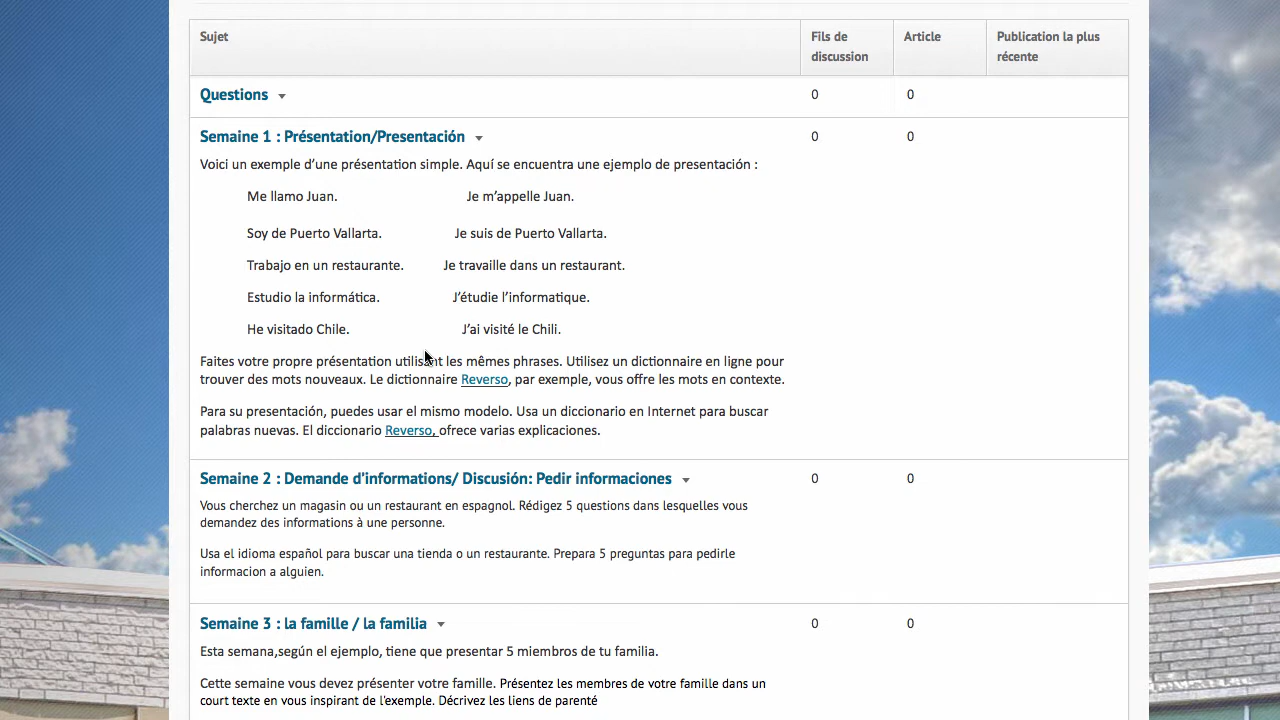 Sujet
Fils de discussion
Article
Publication la plus récente
Questions
0
0
Semaine 1 : Présentation/Presentación
0
0
Voici un exemple d’une présentation simple. Aquí se encuentra une ejemplo de presentación :
Me llamo Juan. Je m’appelle Juan.
Soy de Puerto Vallarta. Je suis de Puerto Vallarta.
Trabajo en un restaurante. Je travaille dans un restaurant.
Estudio la informática. J’étudie l’informatique.
He visitado Chile. J’ai visité le Chili.
Faites votre propre présentation utilisant les mêmes phrases. Utilisez un dictionnaire en ligne pour
trouver des mots nouveaux. Le dictionnaire Reverso, par exemple, vous offre les mots en contexte.
Para su presentación, puedes usar el mismo modelo. Usa un diccionario en Internet para buscar
palabras nuevas. El diccionario Reverso, ofrece varias explicaciones.
Semaine 2 : Demande d'informations/ Discusión: Pedir informaciones
0
0
Vous cherchez un magasin ou un restaurant en espagnol. Rédigez 5 questions dans lesquelles vous
demandez des informations à une personne.
Usa el idioma español para buscar una tienda o un restaurante. Prepara 5 preguntas para pedirle
informacion a alguien.
Semaine 3 : la famille / la familia
0
0
Esta semana,según el ejemplo, tiene que presentar 5 miembros de tu familia.
Cette semaine vous devez présenter votre famille. Présentez les membres de votre famille dans un
court texte en vous inspirant de l'exemple. Décrivez les liens de parenté